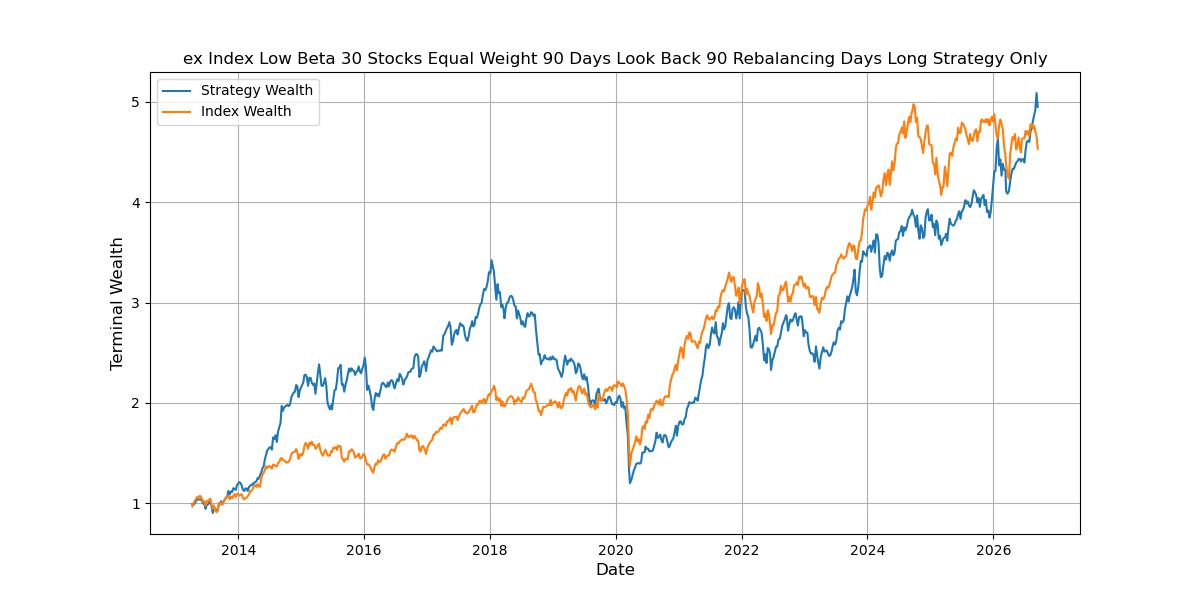 ex Index Low Beta 30 Stocks Equal Weight 90 Days Look Back 90 Rebalancing Days Long Strategy Only
Strategy Wealth
Index Wealth
Terminal Wealth
5
4
3
2
1
2014 2016 2018 2020 2022 2024 2026
Date